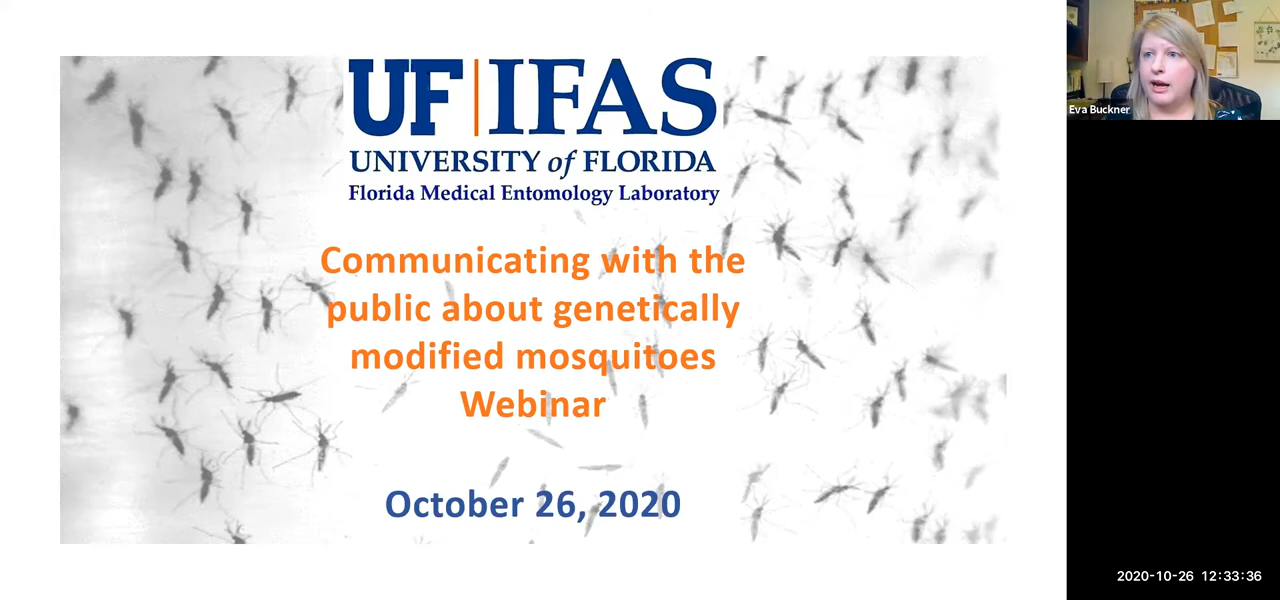 UF|IFAS
UNIVERSITY of FLORIDA
Florida Medical Entomology Laboratory
Communicating with the
public about genetically
modified mosquitoes
Webinar
October 26, 2020
Eva Buckner
2020-10-26 12:33:36